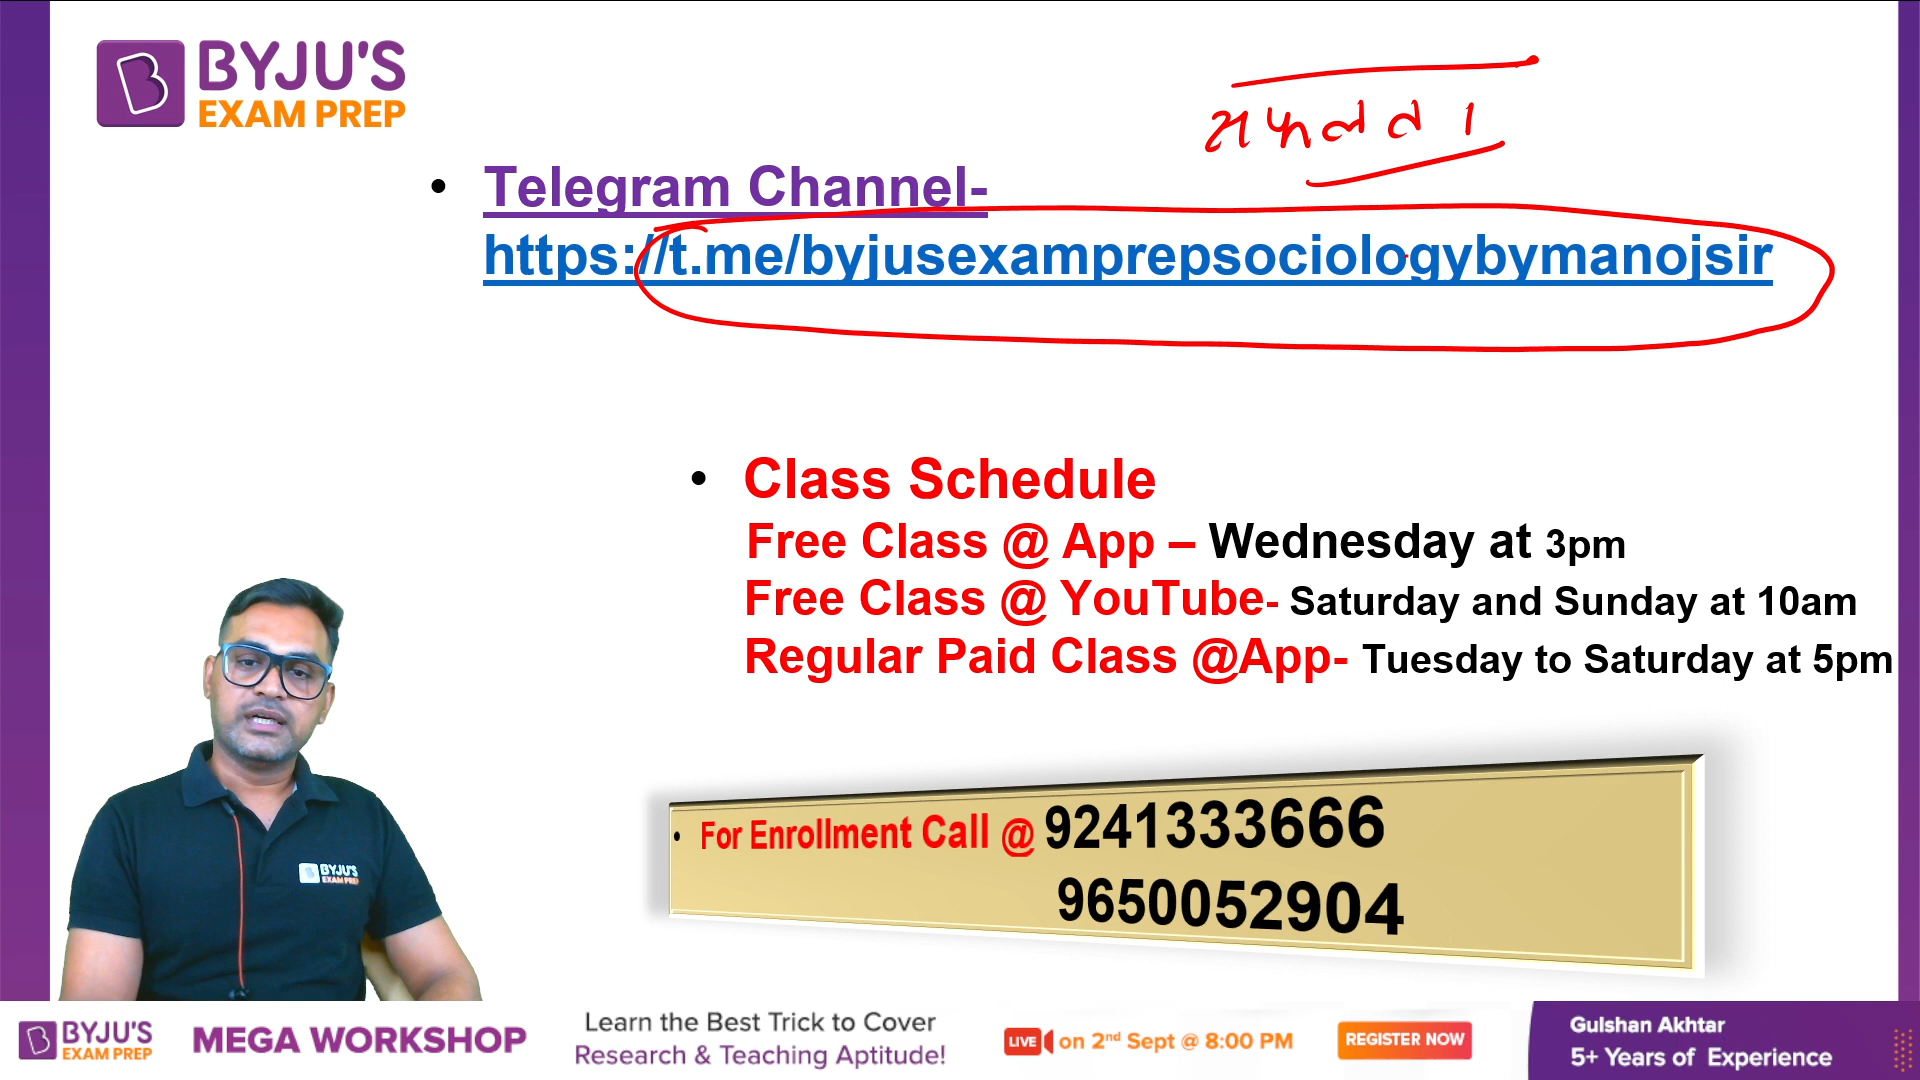 BYJU'S
EXAM PREP
सफलता
• Telegram Channel-
https://t.me/byjusexamprepsociologybymanojsir
• Class Schedule
Free Class @ App – Wednesday at 3pm
Free Class @ YouTube- Saturday and Sunday at 10am
Regular Paid Class @App- Tuesday to Saturday at 5pm
• For Enrollment Call @ 9241333666
9650052904
BYJU'S
EXAM PREP
BYJU'S
EXAM PREP
MEGA WORKSHOP
Learn the Best Trick to Cover
Research & Teaching Aptitude!
LIVE on 2nd Sept @ 8:00 PM
REGISTER NOW
Gulshan Akhtar
5+ Years of Experience